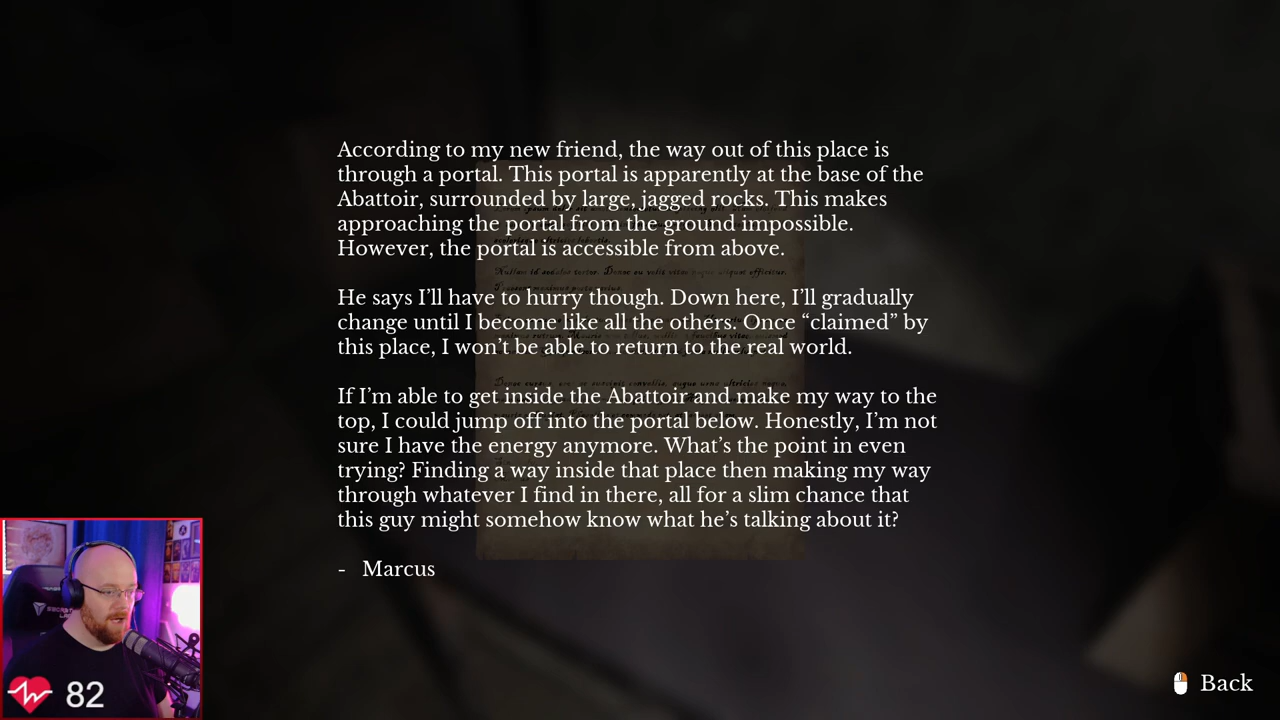 According to my new friend, the way out of this place is
through a portal. This portal is apparently at the base of the
Abattoir, surrounded by large, jagged rocks. This makes
approaching the portal from the ground impossible.
However, the portal is accessible from above.
He says I’ll have to hurry though. Down here, I’ll gradually
change until I become like all the others. Once “claimed” by
this place, I won’t be able to return to the real world.
If I’m able to get inside the Abattoir and make my way to the
top, I could jump off into the portal below. Honestly, I’m not
sure I have the energy anymore. What’s the point in even
trying? Finding a way inside that place then making my way
through whatever I find in there, all for a slim chance that
this guy might somehow know what he’s talking about it?
- Marcus
82
Back